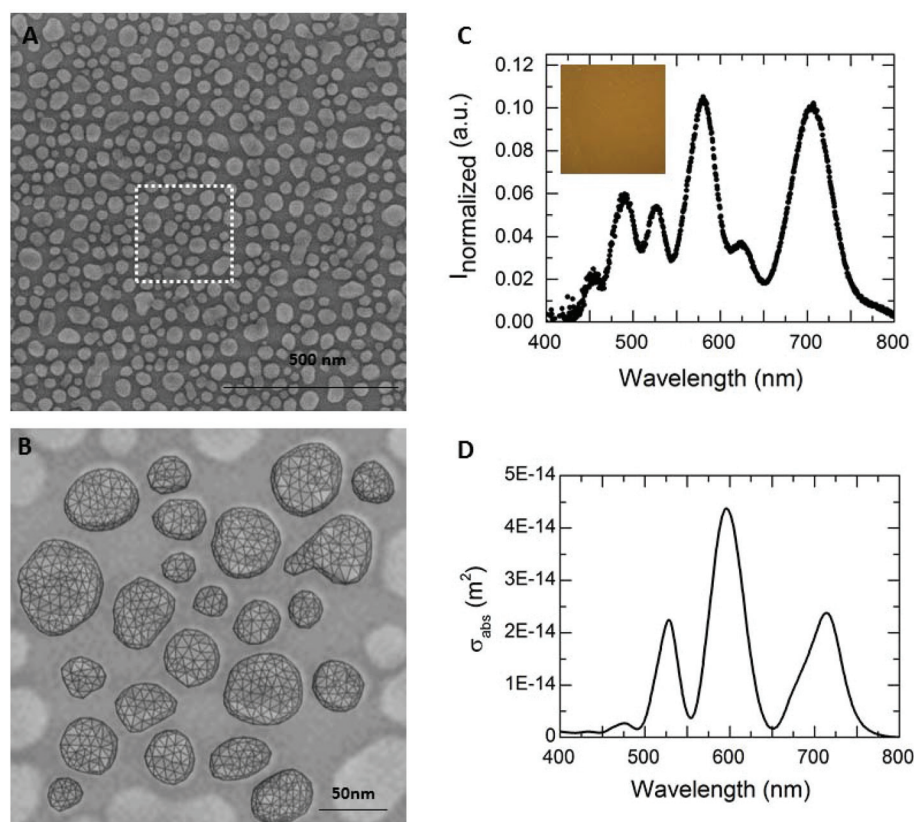 A
500 nm
B
50nm
C
I normalized (a.u.)
0.12
0.10
0.08
0.06
0.04
0.02
0.00
400 500 600 700 800
Wavelength (nm)
D
σabs (m²)
5E-14
4E-14
3E-14
2E-14
1E-14
0
400 500 600 700 800
Wavelength (nm)